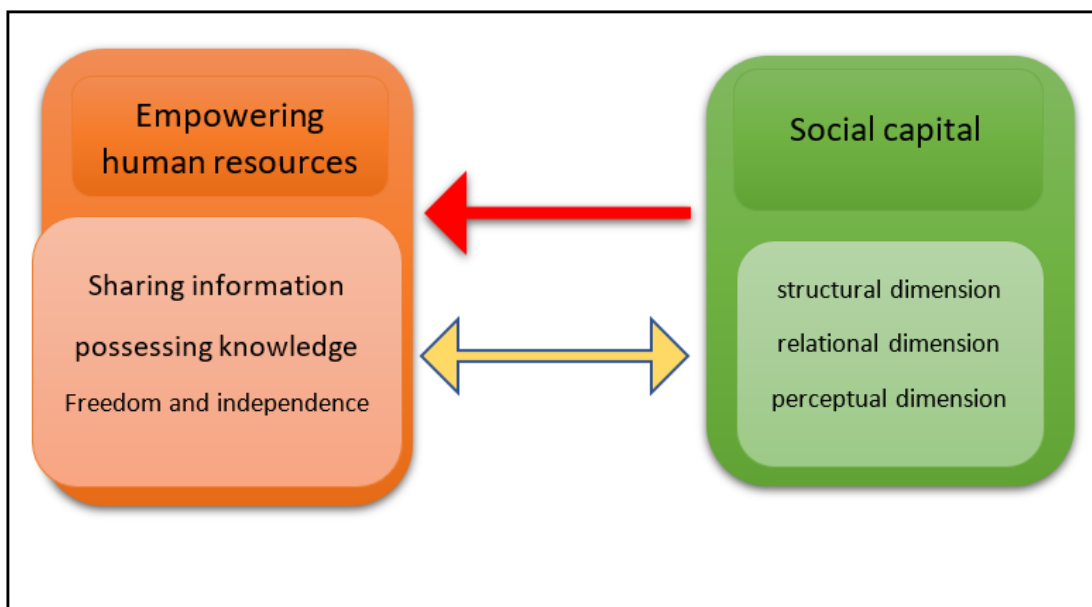 Empowering
human resources
Sharing information
possessing knowledge
Freedom and independence
Social capital
structural dimension
relational dimension
perceptual dimension